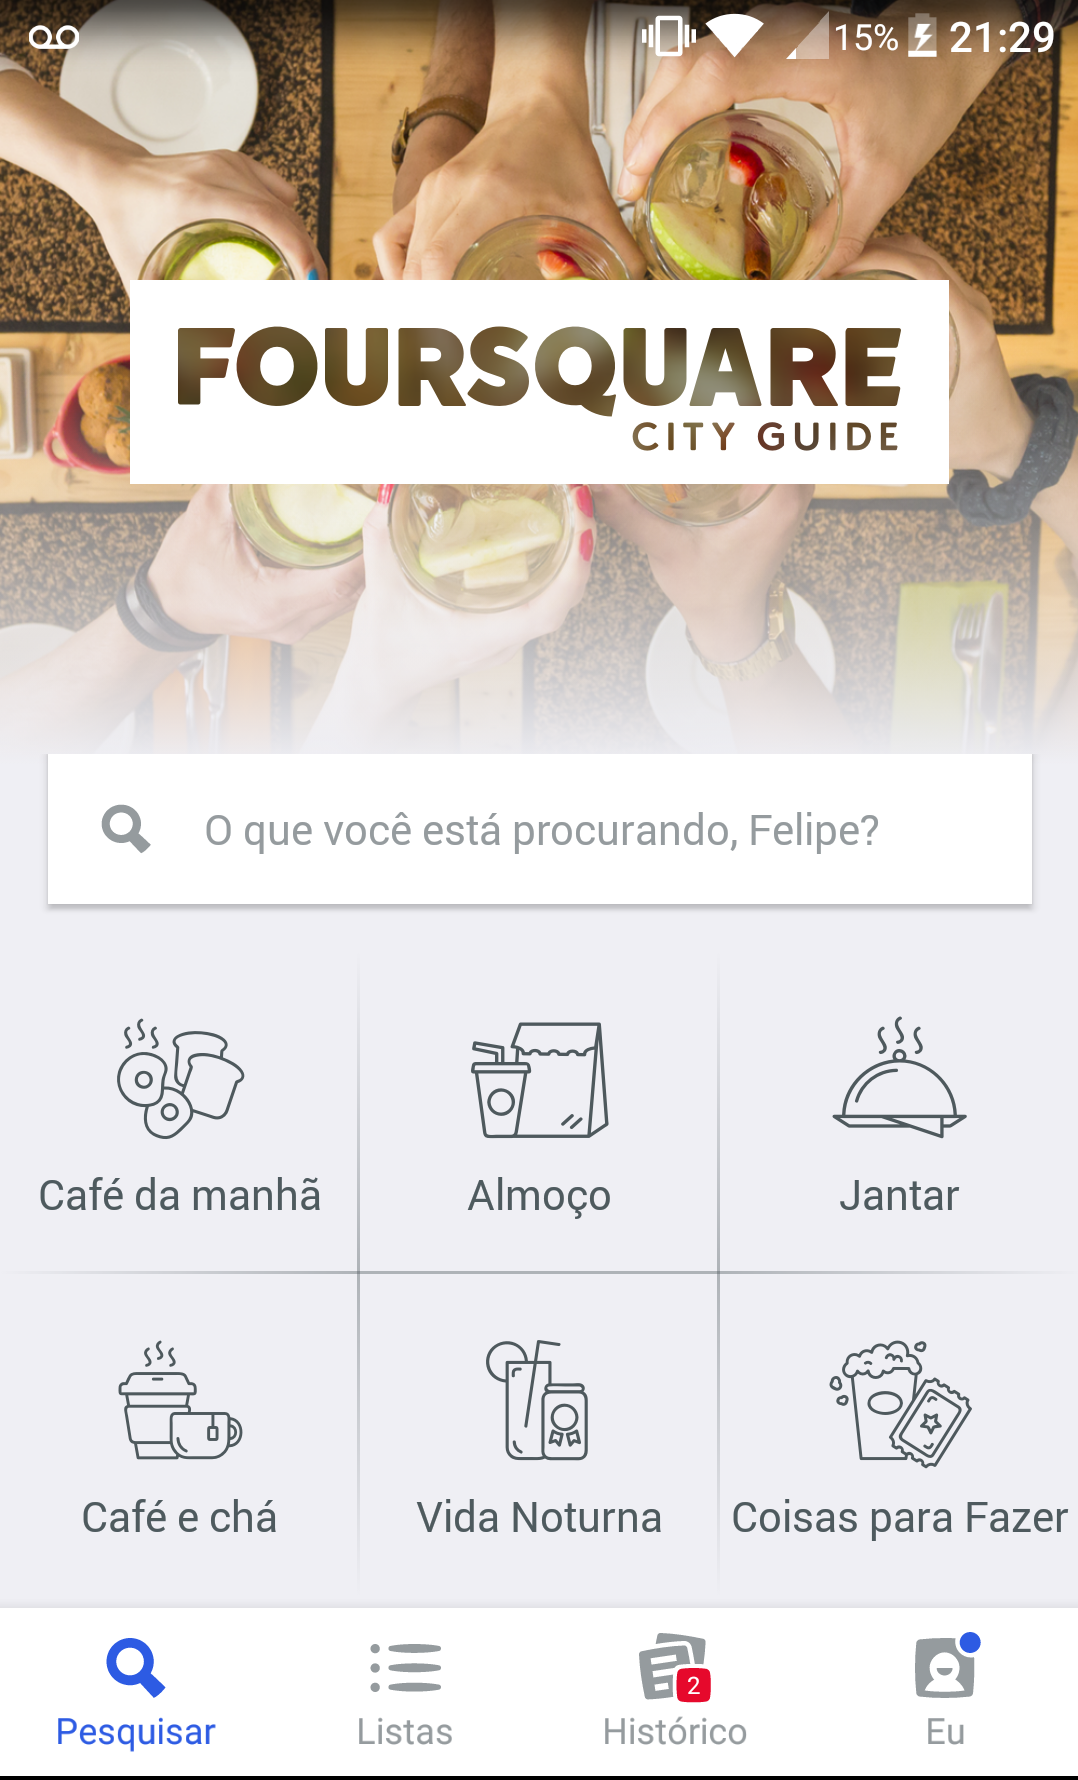 15% 21:29
FOURSQUARE
CITY GUIDE
O que você está procurando, Felipe?
Café da manhã
Almoço
Jantar
Café e chá
Vida Noturna
Coisas para Fazer
2
Pesquisar
Listas
Histórico
Eu